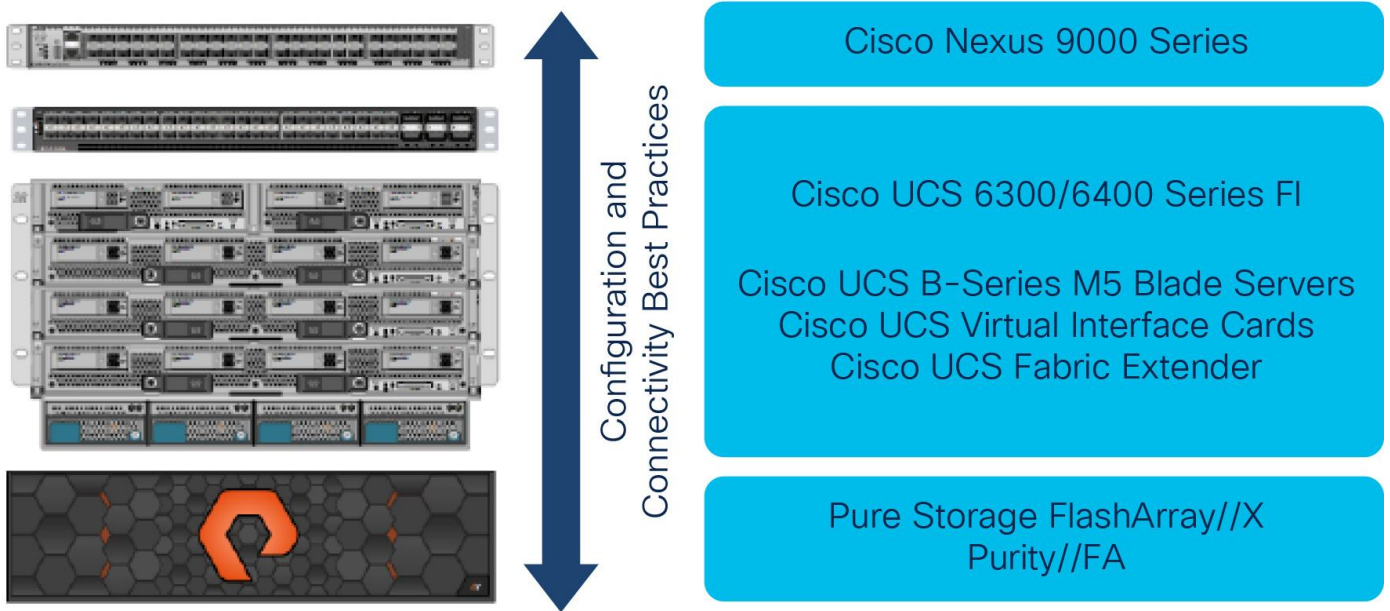 Cisco Nexus 9000 Series
Configuration and
Connectivity Best Practices
Cisco UCS 6300/6400 Series FI
Cisco UCS B-Series M5 Blade Servers
Cisco UCS Virtual Interface Cards
Cisco UCS Fabric Extender
Pure Storage FlashArray//X
Purity//FA